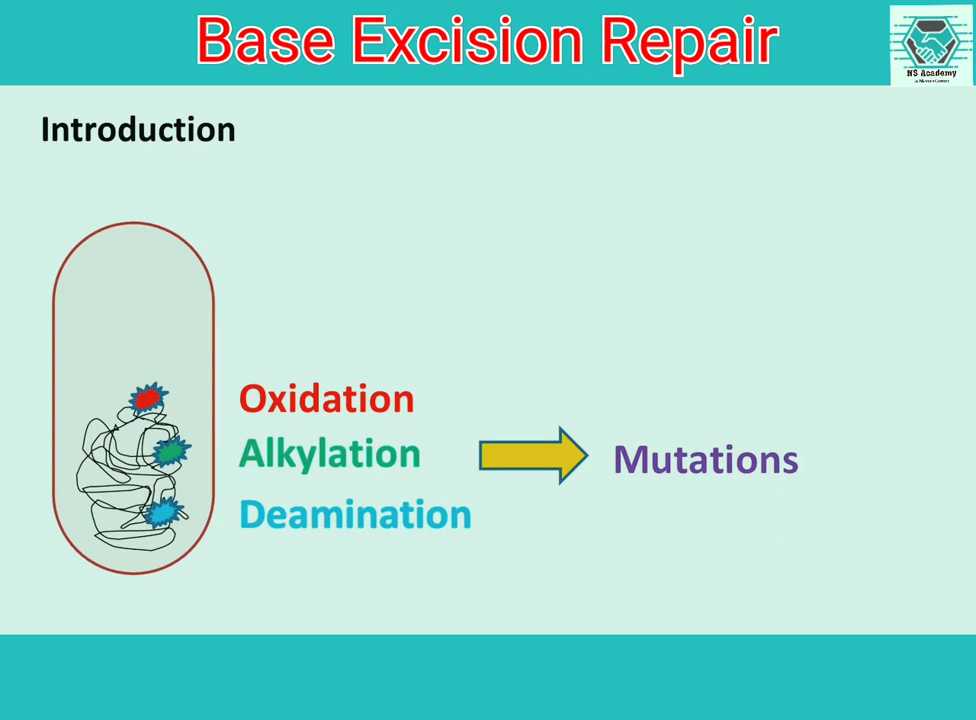 Base Excision Repair
NS Academy
Introduction
Oxidation
Alkylation
Mutations
Deamination